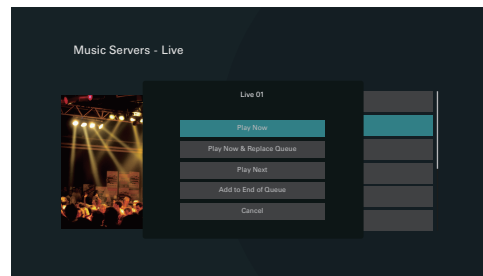 Music Servers - Live
Live 01
Play Now
Play Now & Replace Queue
Play Next
Add to End of Queue
Cancel